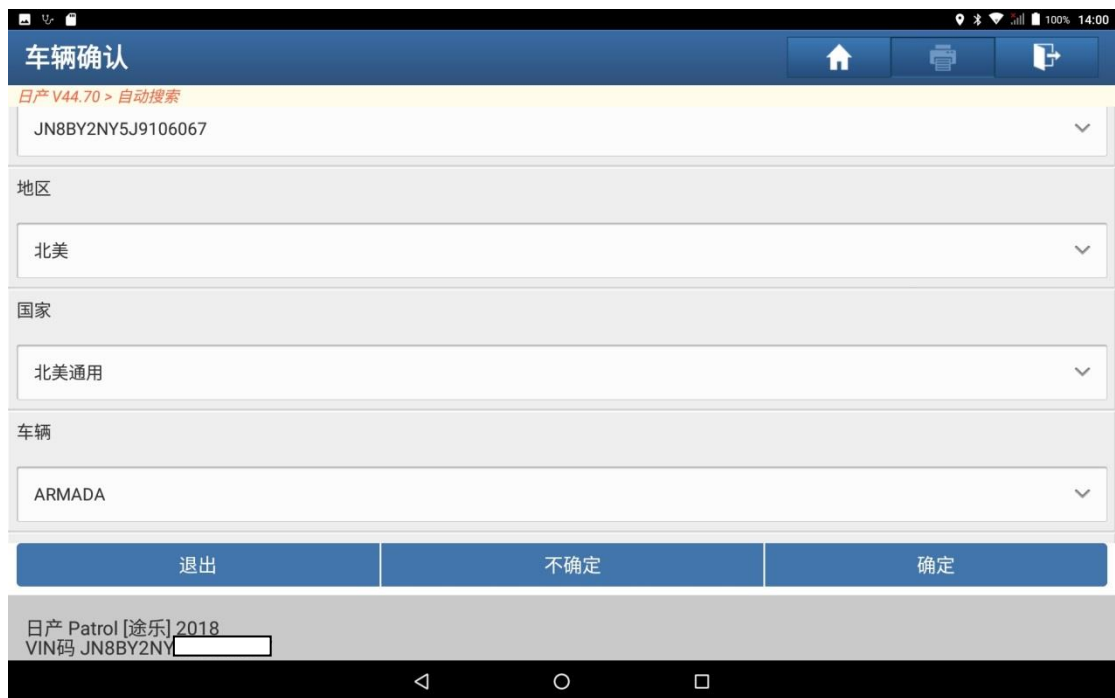 100% 14:00
车辆确认
日产 V44.70 > 自动搜索
JN8BY2NY5J9106067
地区
北美
国家
北美通用
车辆
ARMADA
退出 不确定 确定
日产 Patrol [途乐] 2018
VIN码 JN8BY2NY